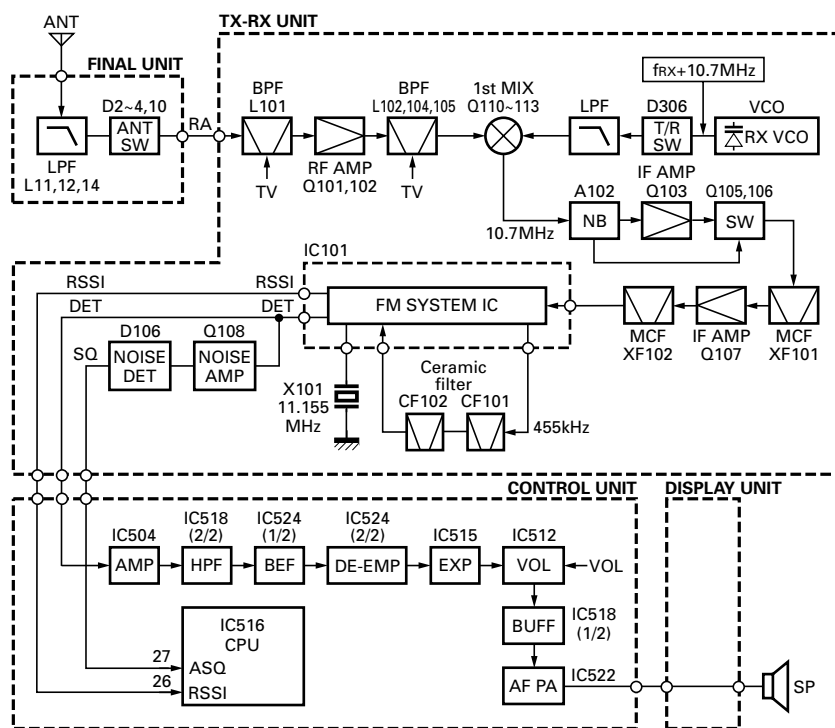 ANT
TX-RX UNIT
FINAL UNIT
D2~4,10
ANT
SW
LPF
L11,12,14
RA
BPF
L101
TV
RF AMP
Q101,102
BPF
L102,104,105
TV
1st MIX
Q110~113
LPF
fRX+10.7MHz
D306
T/R
SW
VCO
RX VCO
10.7MHz
A102
NB
IF AMP
Q103
Q105,106
SW
IC101
RSSI
RSSI
DET
DET
FM SYSTEM IC
MCF
XF102
IF AMP
Q107
MCF
XF101
SQ
D106
NOISE
DET
Q108
NOISE
AMP
X101
11.155
MHz
Ceramic
filter
CF102
CF101
455kHz
CONTROL UNIT
DISPLAY UNIT
IC504
AMP
IC518
(2/2)
HPF
IC524
(1/2)
BEF
IC524
(2/2)
DE-EMP
IC515
EXP
IC512
VOL
VOL
IC516
CPU
27
ASQ
26
RSSI
BUFF
IC518
(1/2)
AF PA
IC522
SP